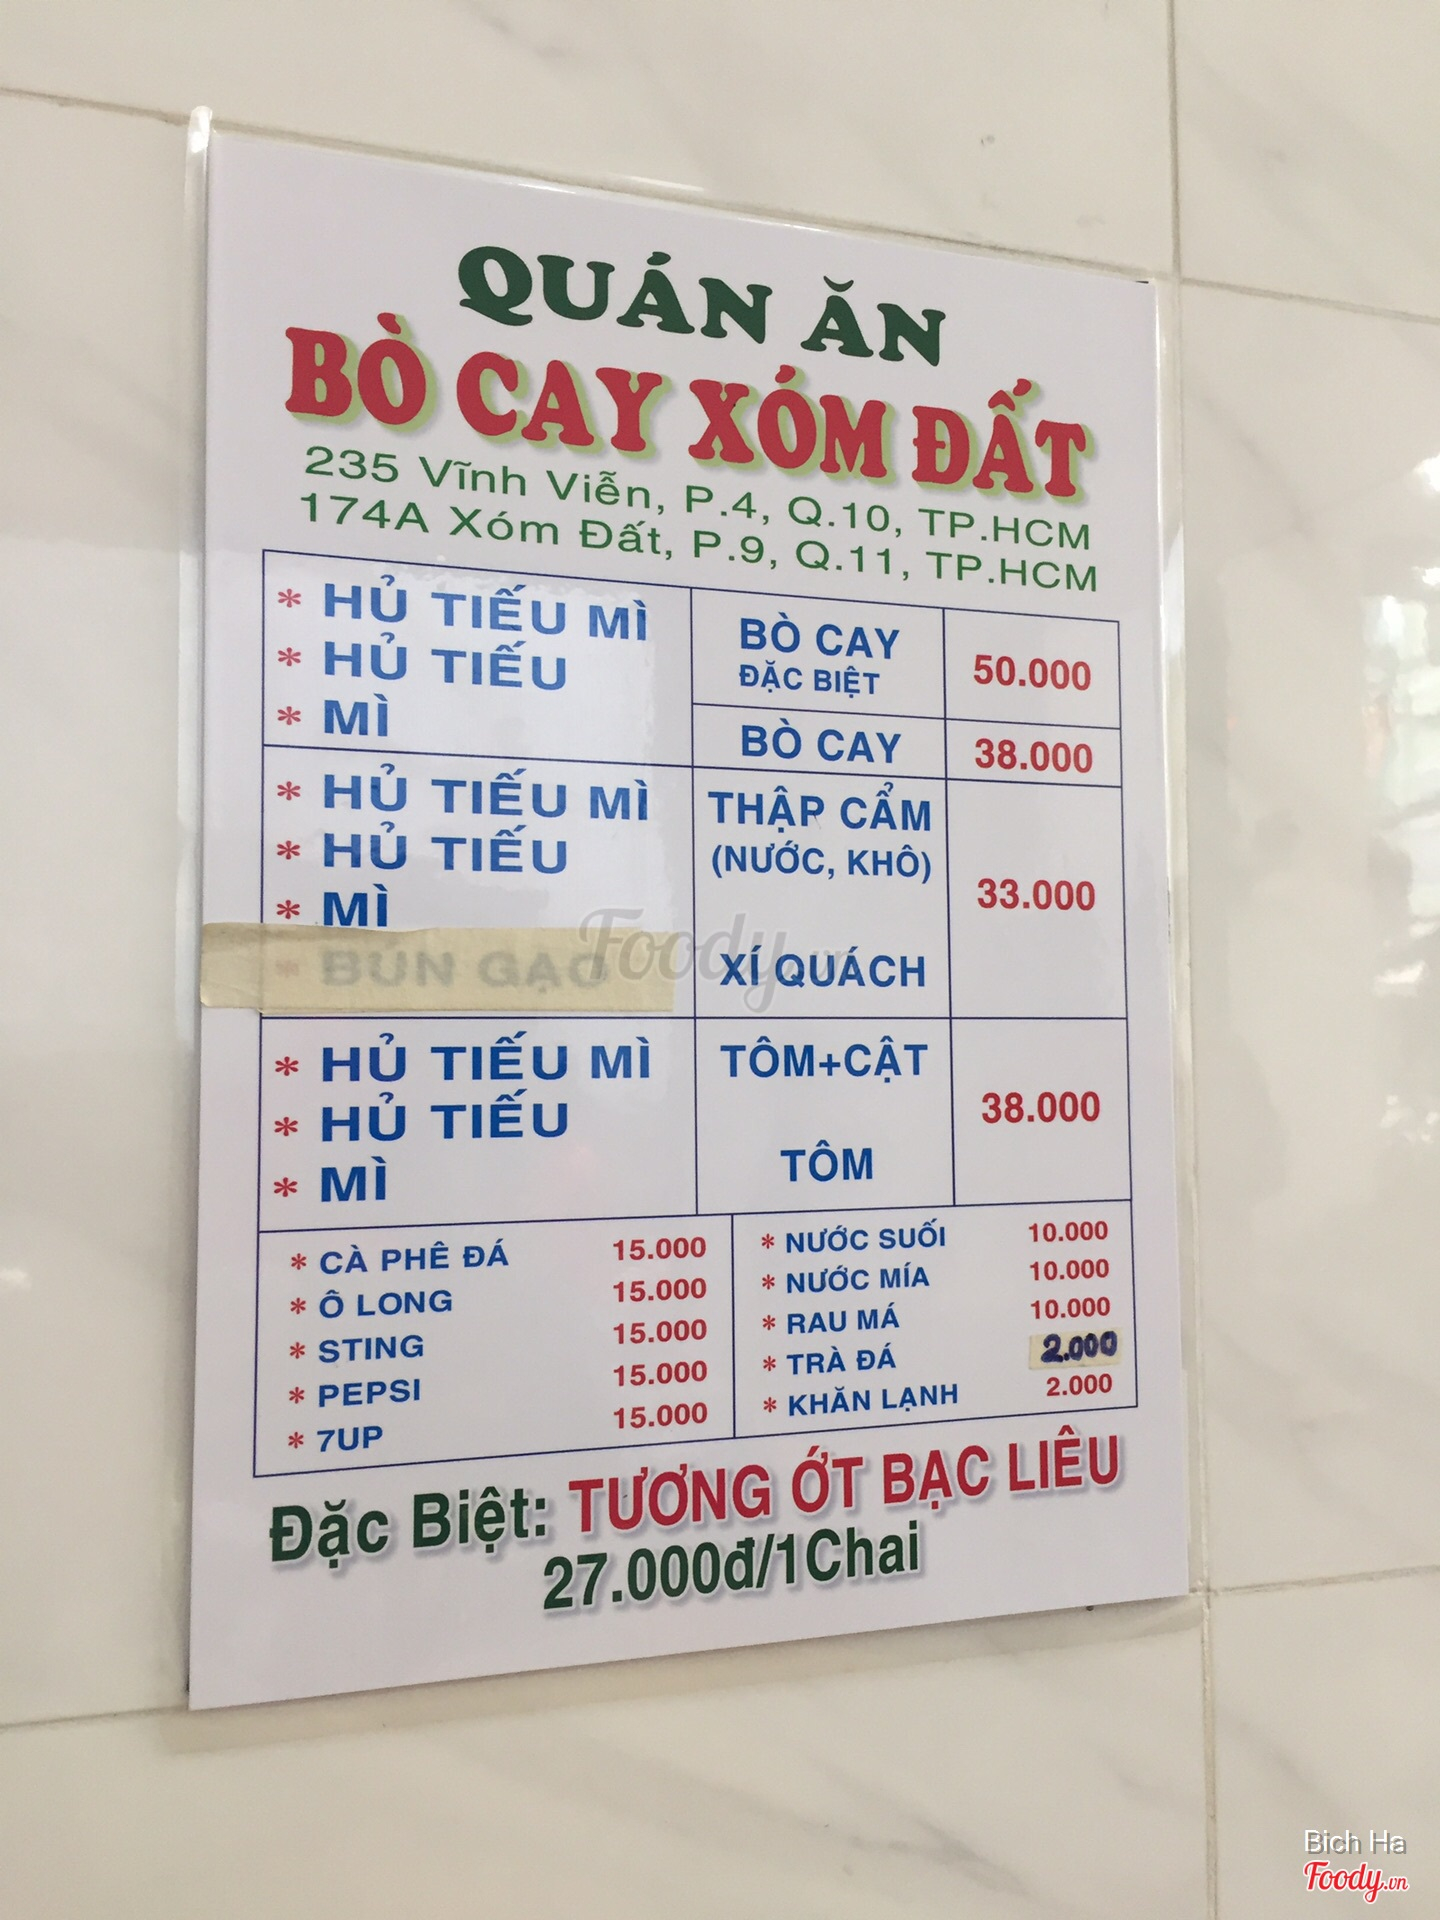 QUÁN ĂN
BÒ CAY XÓM ĐẤT
235 Vĩnh Viễn, P.4, Q.10, TP.HCM
174A Xóm Đất, P.9, Q.11, TP.HCM
* HỦ TIẾU MÌ
* HỦ TIẾU
* MÌ
BÒ CAY
ĐẶC BIỆT
50.000
BÒ CAY
38.000
* HỦ TIẾU MÌ
* HỦ TIẾU
* MÌ
* BÚN GẠO
THẬP CẨM
(NƯỚC, KHÔ)
XÍ QUÁCH
33.000
* HỦ TIẾU MÌ
* HỦ TIẾU
* MÌ
TÔM+CẬT
TÔM
38.000
* CÀ PHÊ ĐÁ 15.000
* Ô LONG 15.000
* STING 15.000
* PEPSI 15.000
* 7UP 15.000
* NƯỚC SUỐI 10.000
* NƯỚC MÍA 10.000
* RAU MÁ 10.000
* TRÀ ĐÁ 2.000
* KHĂN LẠNH 2.000
Đặc Biệt: TƯƠNG ỚT BẠC LIÊU
27.000đ/1Chai
Foody.vn
Bich Ha
Foody.vn